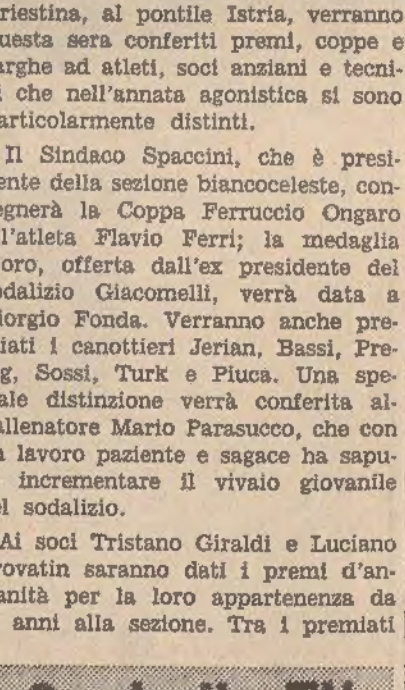 riestina, al pontile Istria, verranno
uesta sera conferiti premi, coppe e
arghe ad atleti, soci anziani e tecni-
i che nell'annata agonistica si sono
articolarmente distinti.
Il Sindaco Spaccini, che è presi-
ente della sezione biancoceleste, con-
egnerà la Coppa Ferruccio Ongaro
l'atleta Flavio Ferri; la medaglia
oro, offerta dall'ex presidente del
odalizio Giacomelli, verrà data a
iorgio Fonda. Verranno anche pre-
iati i canottieri Jerian, Bassi, Pre-
g, Sossi, Turk e Piuca. Una spe-
ale distinzione verrà conferita al-
allenatore Mario Parasucco, che con
lavoro paziente e sagace ha sapu-
incrementare il vivaio giovanile
el sodalizio.
Ai soci Tristano Giraldi e Luciano
rovatin saranno dati i premi d'an-
anità per la loro appartenenza da
anni alla sezione. Tra i premiati